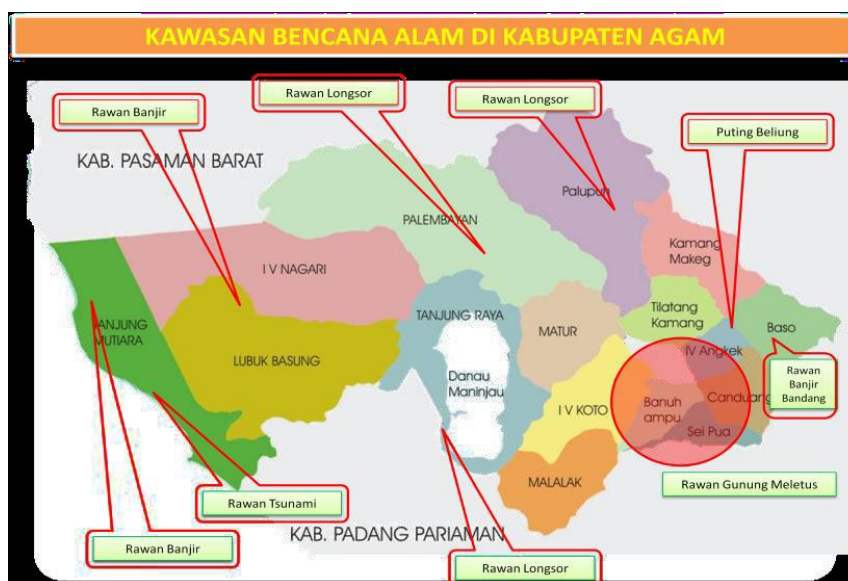 KAWASAN BENCANA ALAM DI KABUPATEN AGAM
Rawan Banjir
Rawan Longsor
Rawan Longsor
Puting Beliung
KAB. PASAMAN BARAT
PALEMBAYAN
Palupuh
Kamang
Makeg
I V NAGARI
TANJUNG
MUTIARA
LUBUK BASUNG
TANJUNG RAYA
MATUR
Tilatang
Kamang
Baso
IV Angkek
Danau
Maninjau
I V KOTO
Banuh
ampu
Canduang
Sei Pua
Rawan
Banjir
Bandang
MALALAK
Rawan Gunung Meletus
Rawan Tsunami
KAB. PADANG PARIAMAN
Rawan Banjir
Rawan Longsor